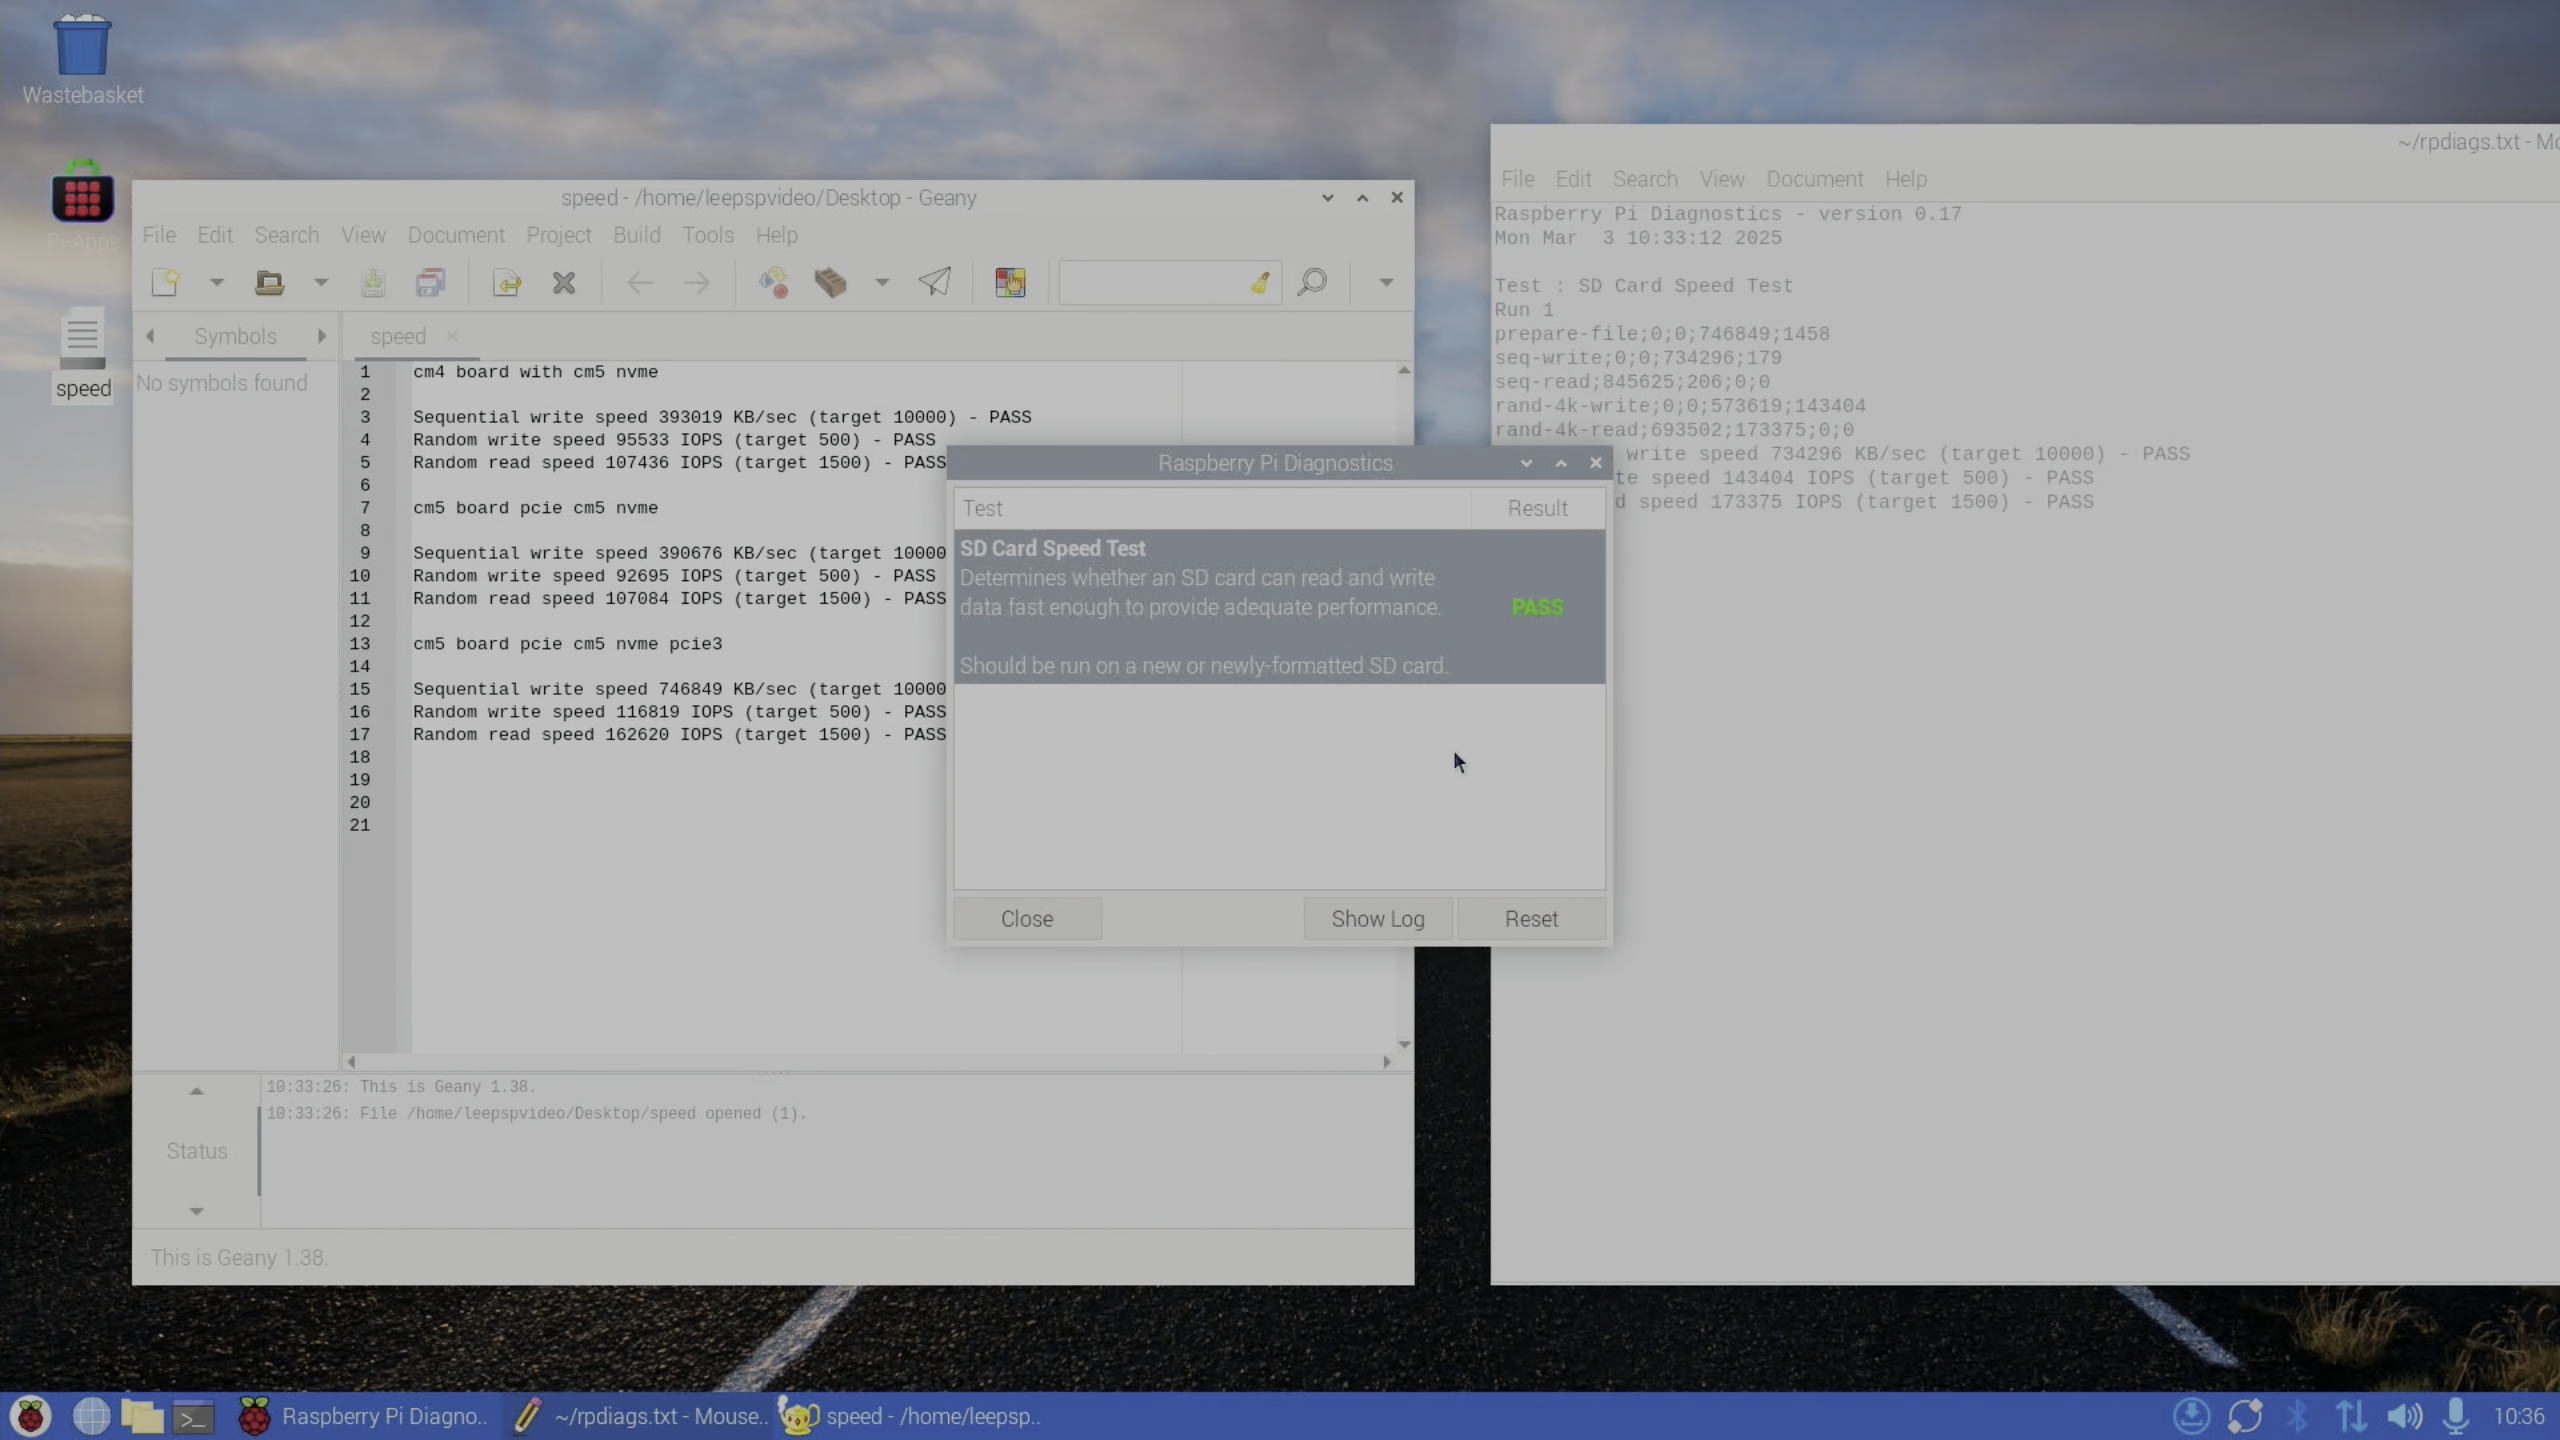 Wastebasket
Pi-Apps
speed
speed - /home/leepspvideo/Desktop - Geany
File Edit Search View Document Project Build Tools Help
Symbols
speed
No symbols found
1 cm4 board with cm5 nvme
2
3 Sequential write speed 393019 KB/sec (target 10000) - PASS
4 Random write speed 95533 IOPS (target 500) - PASS
5 Random read speed 107436 IOPS (target 1500) - PASS
6
7 cm5 board pcie cm5 nvme
8
9 Sequential write speed 390676 KB/sec (target 10000
10 Random write speed 92695 IOPS (target 500) - PASS
11 Random read speed 107084 IOPS (target 1500) - PASS
12
13 cm5 board pcie cm5 nvme pcie3
14
15 Sequential write speed 746849 KB/sec (target 10000
16 Random write speed 116819 IOPS (target 500) - PASS
17 Random read speed 162620 IOPS (target 1500) - PASS
18
19
20
21
10:33:26: This is Geany 1.38.
10:33:26: File /home/leepspvideo/Desktop/speed opened (1).
Status
This is Geany 1.38.
Raspberry Pi Diagnostics
Test Result
SD Card Speed Test
Determines whether an SD card can read and write
data fast enough to provide adequate performance.
PASS
Should be run on a new or newly-formatted SD card.
Close Show Log Reset
~/rpdiags.txt - Mo
File Edit Search View Document Help
Raspberry Pi Diagnostics - version 0.17
Mon Mar  3 10:33:12 2025
Test : SD Card Speed Test
Run 1
prepare-file;0;0;746849;1458
seq-write;0;0;734296;179
seq-read;845625;206;0;0
rand-4k-write;0;0;573619;143404
rand-4k-read;693502;173375;0;0
write speed 734296 KB/sec (target 10000) - PASS
te speed 143404 IOPS (target 500) - PASS
d speed 173375 IOPS (target 1500) - PASS
Raspberry Pi Diagno..
~/rpdiags.txt - Mouse..
speed - /home/leepsp..
10:36